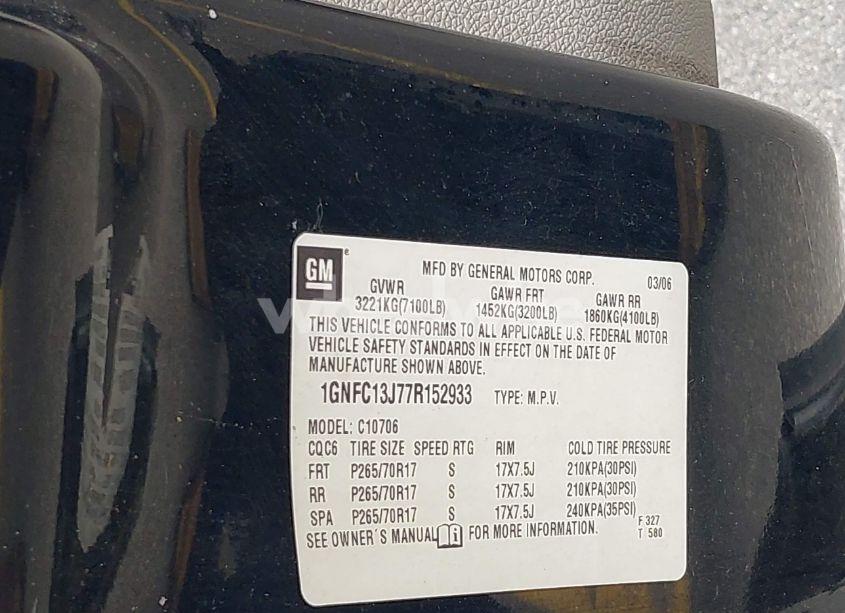 GM
MFD BY GENERAL MOTORS CORP. 03/06
GVWR GAWR FRT GAWR RR
3221KG(7100LB) 1452KG(3200LB) 1860KG(4100LB)
THIS VEHICLE CONFORMS TO ALL APPLICABLE U.S. FEDERAL MOTOR
VEHICLE SAFETY STANDARDS IN EFFECT ON THE DATE OF
MANUFACTURE SHOWN ABOVE.
1GNFC13J77R152933 TYPE: M.P.V.
MODEL: C10706
CQC6 TIRE SIZE SPEED RTG RIM COLD TIRE PRESSURE
FRT P265/70R17 S 17X7.5J 210KPA(30PSI)
RR P265/70R17 S 17X7.5J 210KPA(30PSI)
SPA P265/70R17 S 17X7.5J 240KPA(35PSI)
SEE OWNER'S MANUAL i FOR MORE INFORMATION.
F 327
T 580